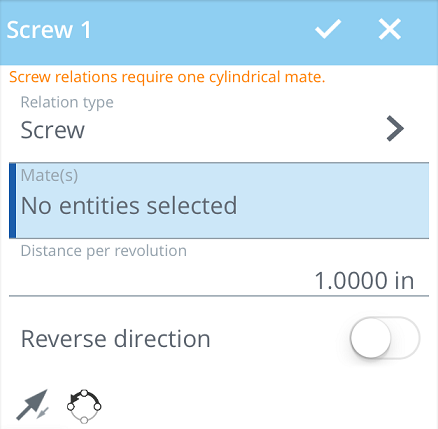 Screw 1
Screw relations require one cylindrical mate.
Relation type
Screw
Mate(s)
No entities selected
Distance per revolution
1.0000 in
Reverse direction